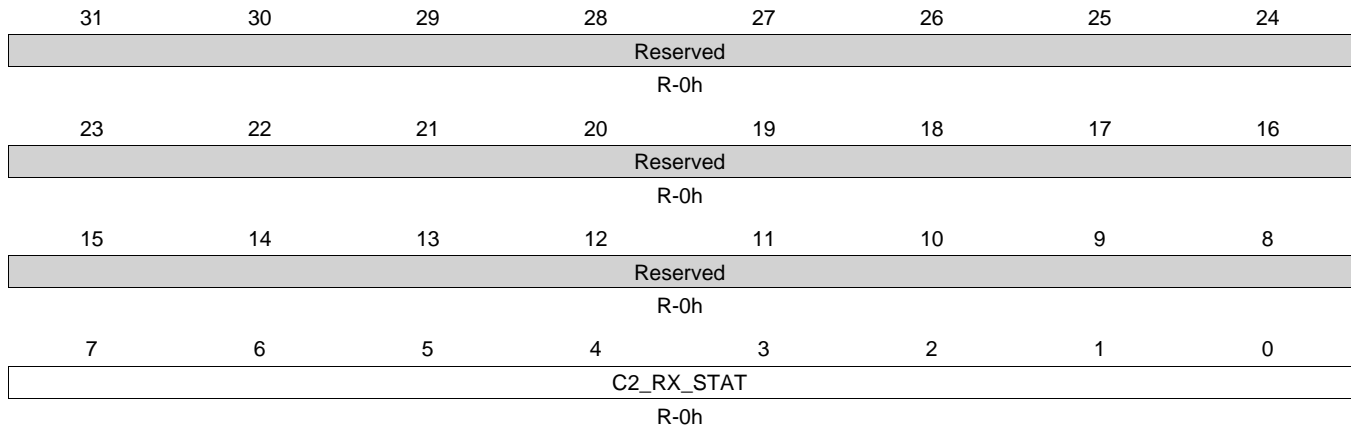 31 30 29 28 27 26 25 24
Reserved
R-0h
23 22 21 20 19 18 17 16
Reserved
R-0h
15 14 13 12 11 10 9 8
Reserved
R-0h
7 6 5 4 3 2 1 0
C2_RX_STAT
R-0h